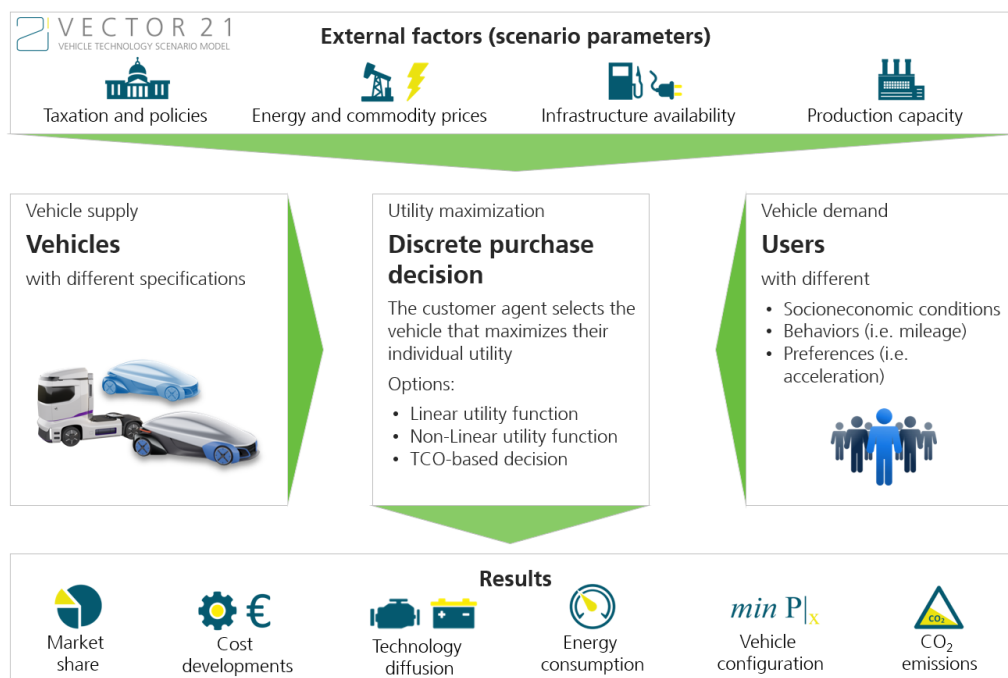 VECTOR 21
VEHICLE TECHNOLOGY SCENARIO MODEL
External factors (scenario parameters)
Taxation and policies
Energy and commodity prices
Infrastructure availability
Production capacity
Vehicle supply
Vehicles
with different specifications
Utility maximization
Discrete purchase
decision
The customer agent selects the
vehicle that maximizes their
individual utility
Options:
• Linear utility function
• Non-Linear utility function
• TCO-based decision
Vehicle demand
Users
with different
• Socioneconomic conditions
• Behaviors (i.e. mileage)
• Preferences (i.e.
acceleration)
Results
Market
share
€
Cost
developments
Technology
diffusion
Energy
consumption
min P|x
Vehicle
configuration
CO₂
CO₂
emissions